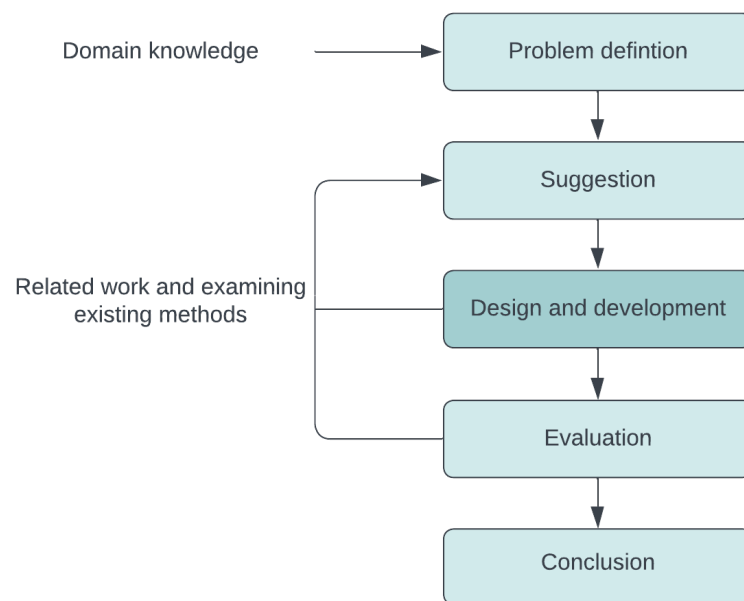 Domain knowledge
Problem defintion
Suggestion
Related work and examining
existing methods
Design and development
Evaluation
Conclusion